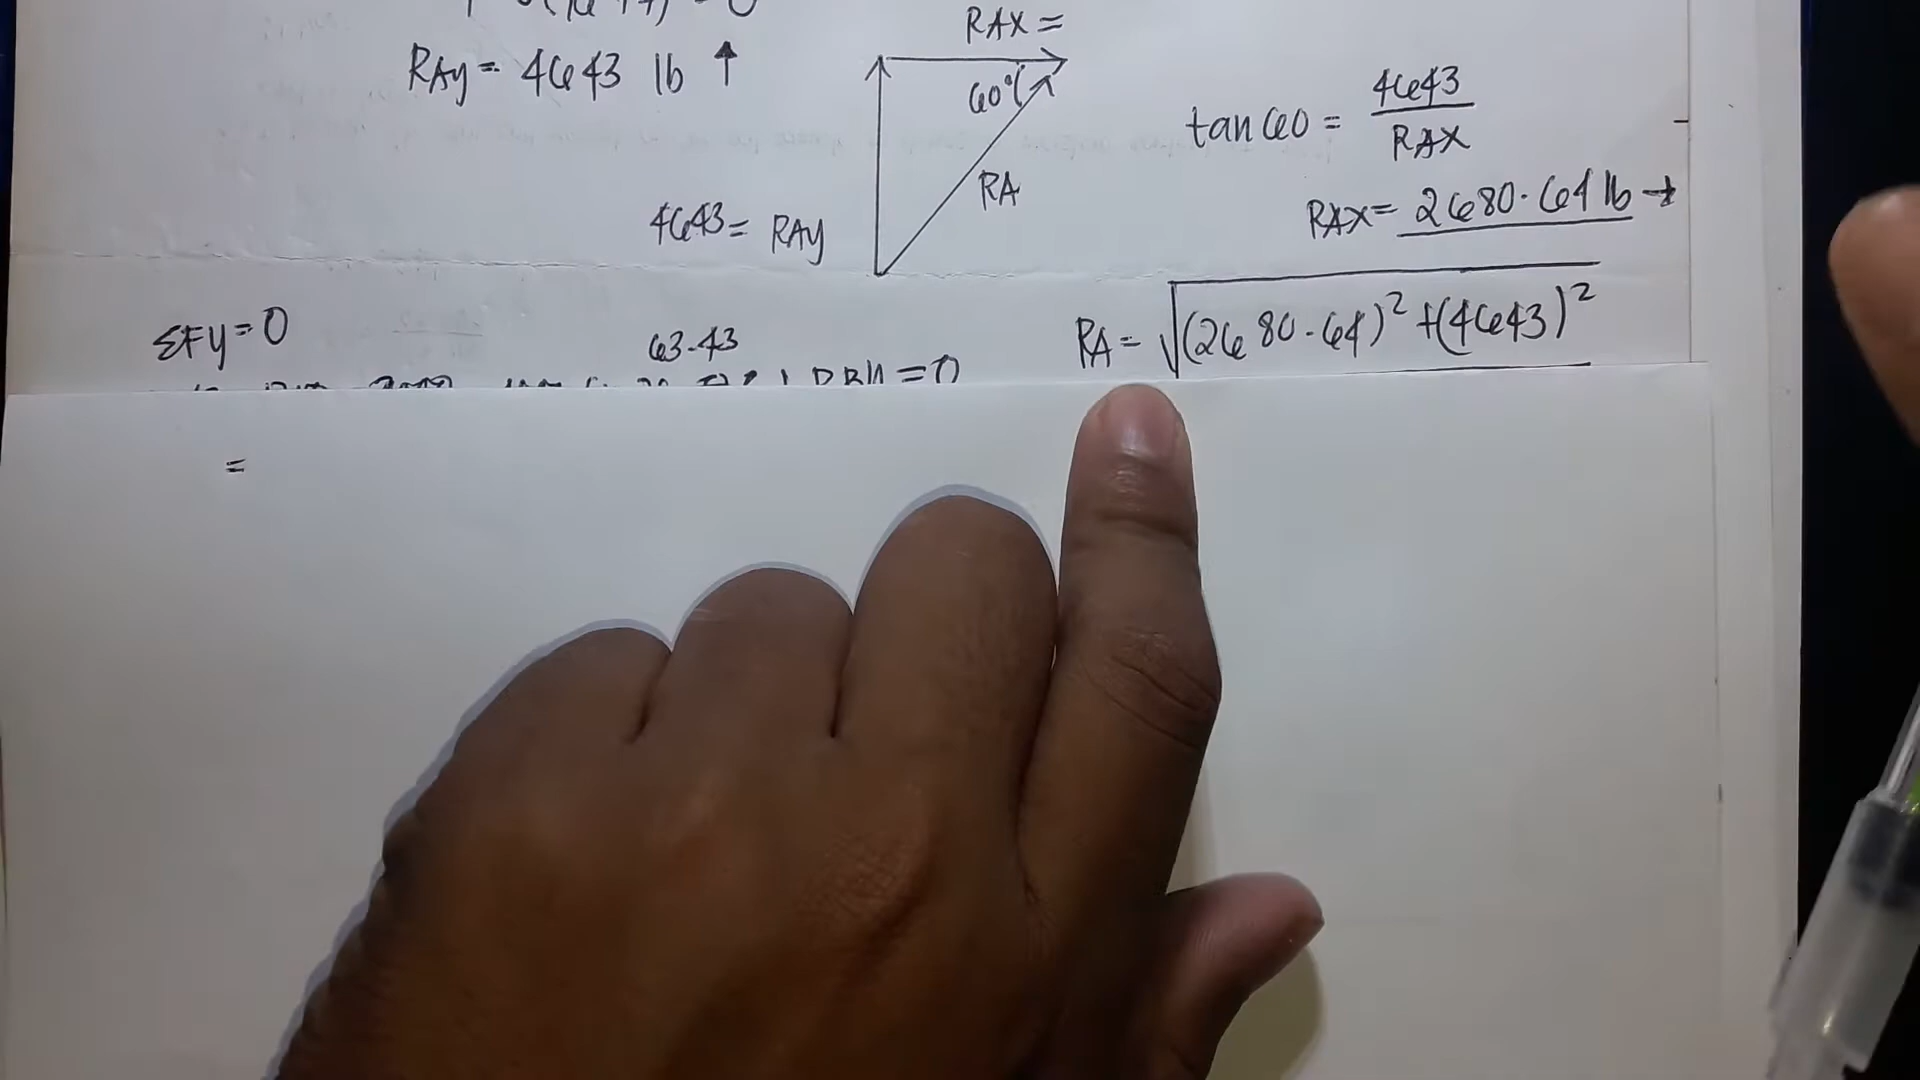 RAX =
RAy = 4643 lb ↑
60°
tan 60 = 4643 / RAX
RA
RAX = 2680.64 lb →
4643 = RAy
ΣFy = 0
63.43
RA = √(2680.64)² + (4643)²
=